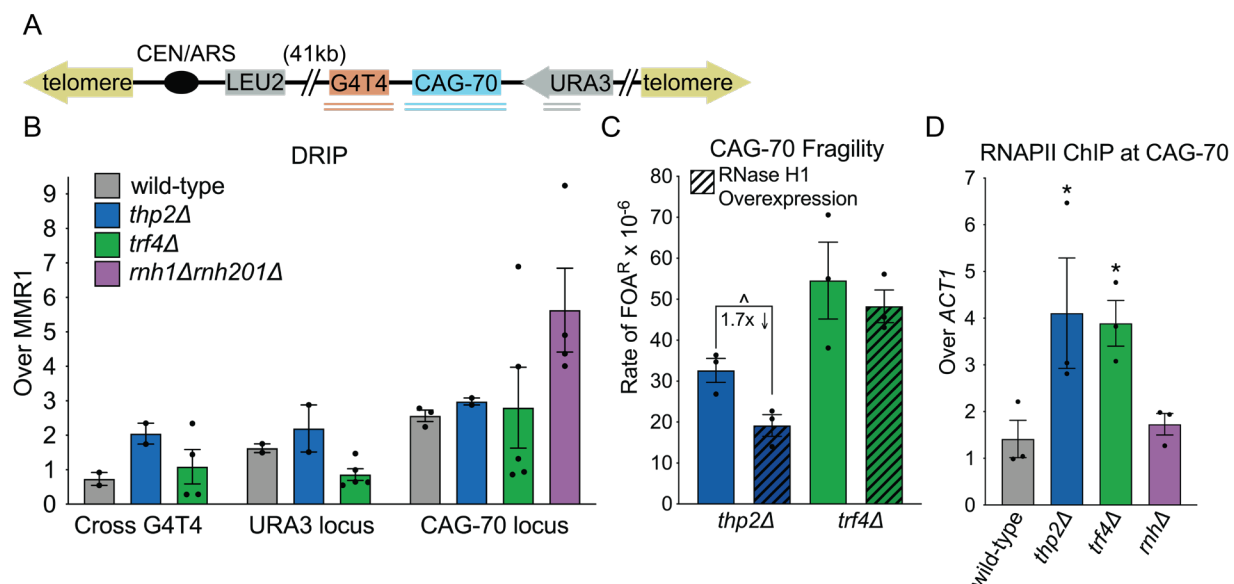 A
CEN/ARS (41kb)
telomere LEU2 G4T4 CAG-70 URA3 telomere
B
DRIP
wild-type
thp2Δ
trf4Δ
rnh1Δrnh201Δ
Over MMR1
9
8
7
6
5
4
3
2
1
0
Cross G4T4 URA3 locus CAG-70 locus
C
CAG-70 Fragility
RNase H1
Overexpression
Rate of FOAᴿ x 10⁻⁶
80
70
60
50
40
30
20
10
0
^
1.7x ↓
thp2Δ trf4Δ
D
RNAPII ChIP at CAG-70
Over ACT1
7
6
5
4
3
2
1
0
* *
wild-type thp2Δ trf4Δ rnhΔ